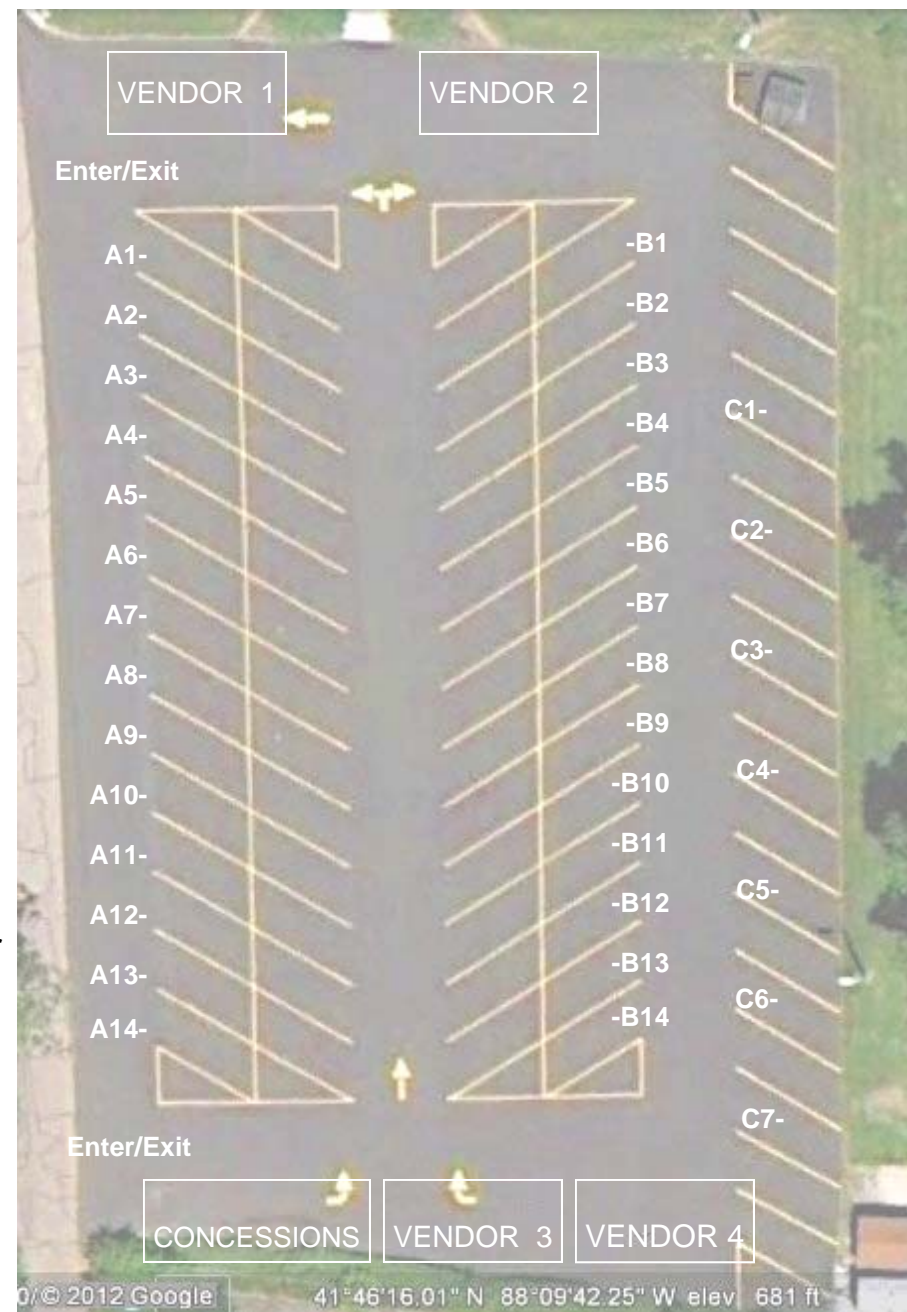 VENDOR 1
VENDOR 2
Enter/Exit
A1-
-B1
A2-
-B2
A3-
-B3
A4-
-B4
C1-
A5-
-B5
A6-
-B6
C2-
A7-
-B7
A8-
-B8
C3-
A9-
-B9
A10-
-B10
C4-
A11-
-B11
A12-
-B12
C5-
A13-
-B13
A14-
-B14
C6-
C7-
Enter/Exit
CONCESSIONS
VENDOR 3
VENDOR 4
© 2012 Google
41°46'16.01" N 88°09'42.25" W elev 681 ft